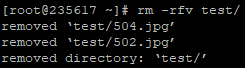 [root@235617 ~]# rm -rfv test/
removed ‘test/504.jpg’
removed ‘test/502.jpg’
removed directory: ‘test/’